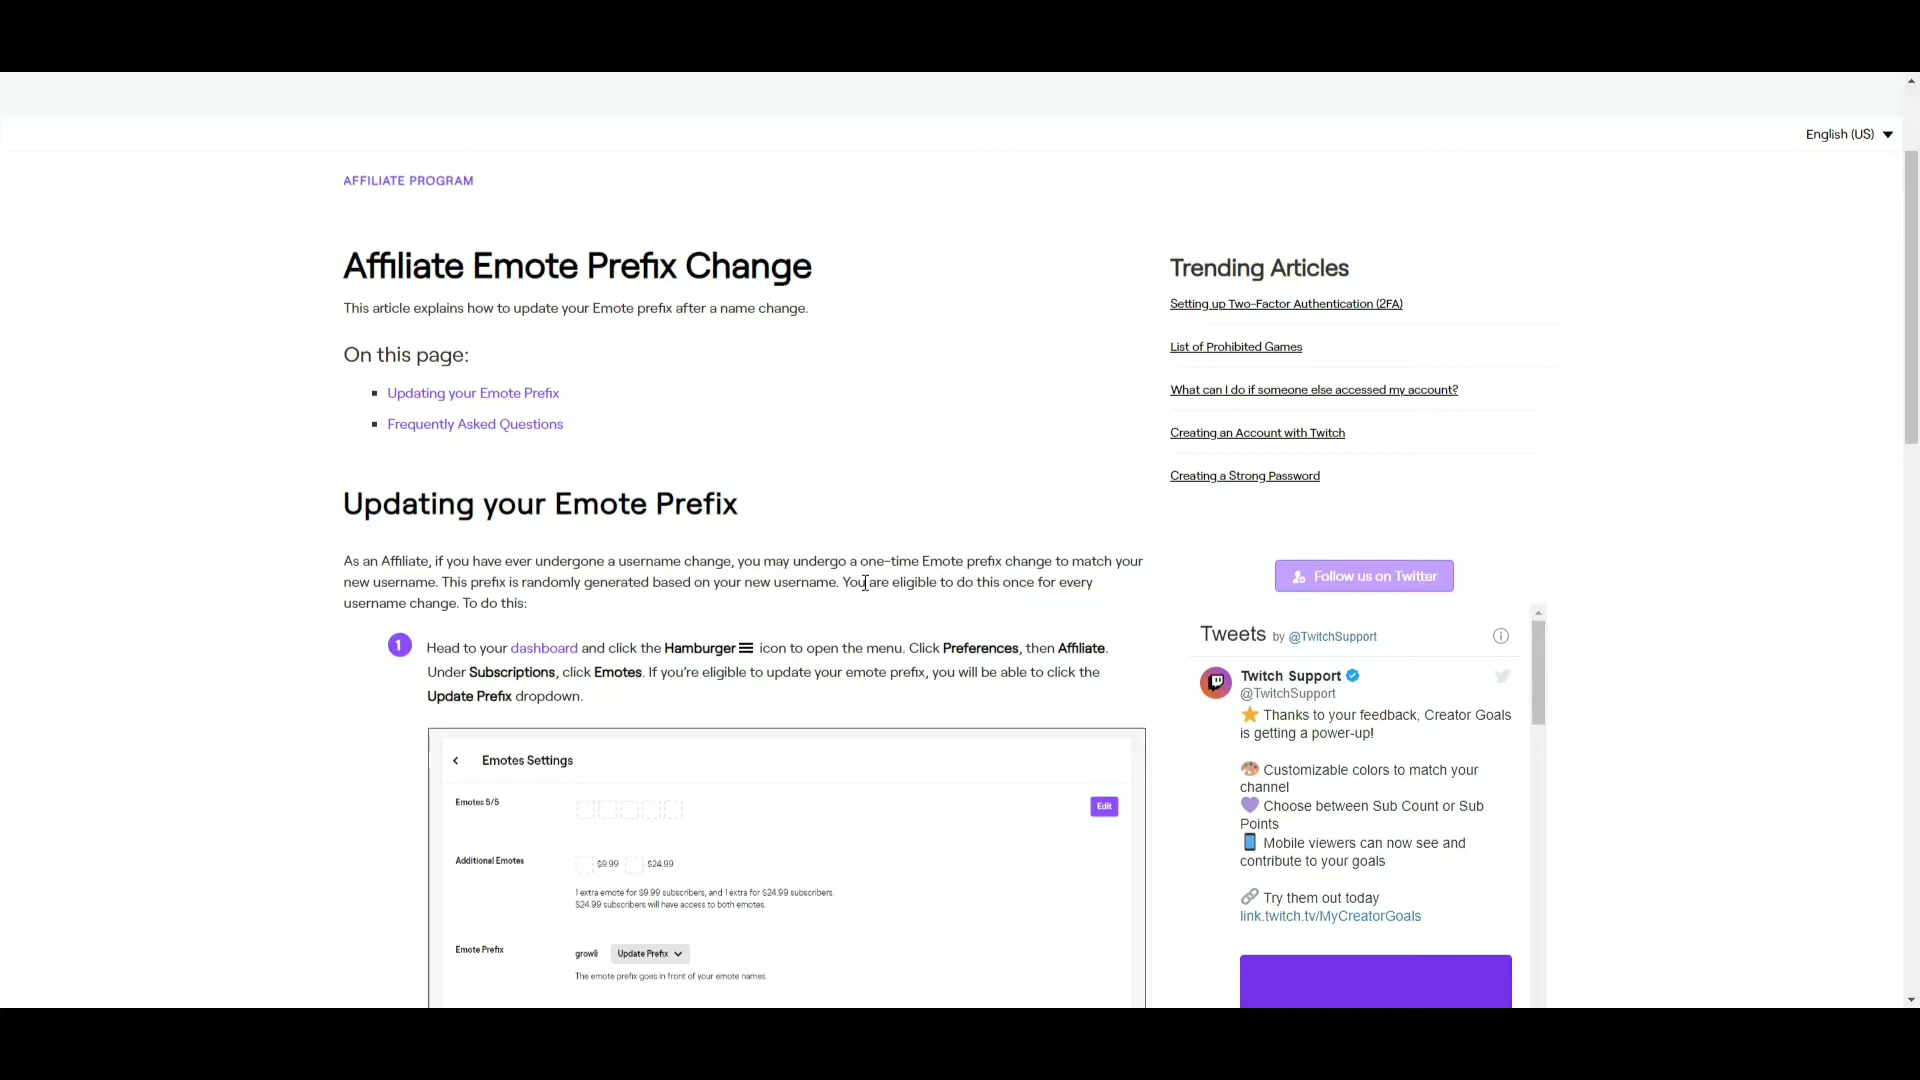 English (US)
AFFILIATE PROGRAM
Affiliate Emote Prefix Change
This article explains how to update your Emote prefix after a name change.
On this page:
Updating your Emote Prefix
Frequently Asked Questions
Updating your Emote Prefix
As an Affiliate, if you have ever undergone a username change, you may undergo a one-time Emote prefix change to match your
new username. This prefix is randomly generated based on your new username. You are eligible to do this once for every
username change. To do this:
1 Head to your dashboard and click the Hamburger icon to open the menu. Click Preferences, then Affiliate.
Under Subscriptions, click Emotes. If you're eligible to update your emote prefix, you will be able to click the
Update Prefix dropdown.
Emotes Settings
Emotes 5/5
Edit
Additional Emotes
$9.99 $24.99
1 extra emote for $9.99 subscribers, and 1 extra for $24.99 subscribers.
$24.99 subscribers will have access to both emotes.
Emote Prefix
growli Update Prefix
The emote prefix goes in front of your emote names.
Trending Articles
Setting up Two-Factor Authentication (2FA)
List of Prohibited Games
What can I do if someone else accessed my account?
Creating an Account with Twitch
Creating a Strong Password
Follow us on Twitter
Tweets by @TwitchSupport
Twitch Support
@TwitchSupport
Thanks to your feedback, Creator Goals
is getting a power-up!
Customizable colors to match your
channel
Choose between Sub Count or Sub
Points
Mobile viewers can now see and
contribute to your goals
Try them out today
link.twitch.tv/MyCreatorGoals